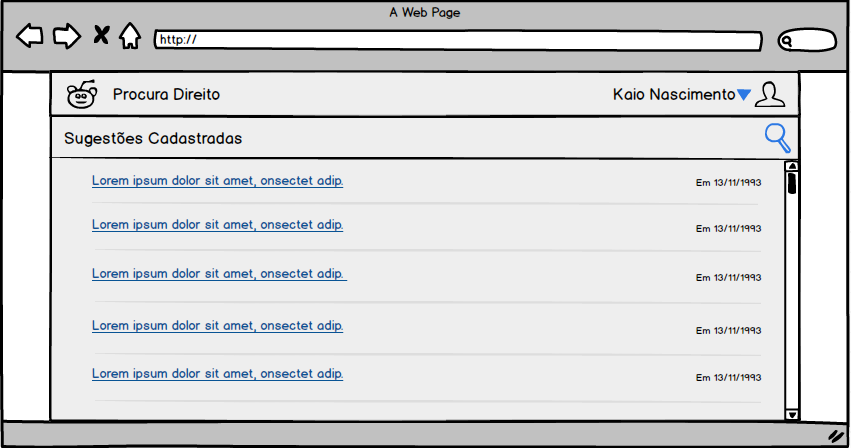 A Web Page
http://
Procura Direito
Kaio Nascimento
Sugestões Cadastradas
Lorem ipsum dolor sit amet, onsectet adip.
Em 13/11/1993
Lorem ipsum dolor sit amet, onsectet adip.
Em 13/11/1993
Lorem ipsum dolor sit amet, onsectet adip.
Em 13/11/1993
Lorem ipsum dolor sit amet, onsectet adip.
Em 13/11/1993
Lorem ipsum dolor sit amet, onsectet adip.
Em 13/11/1993